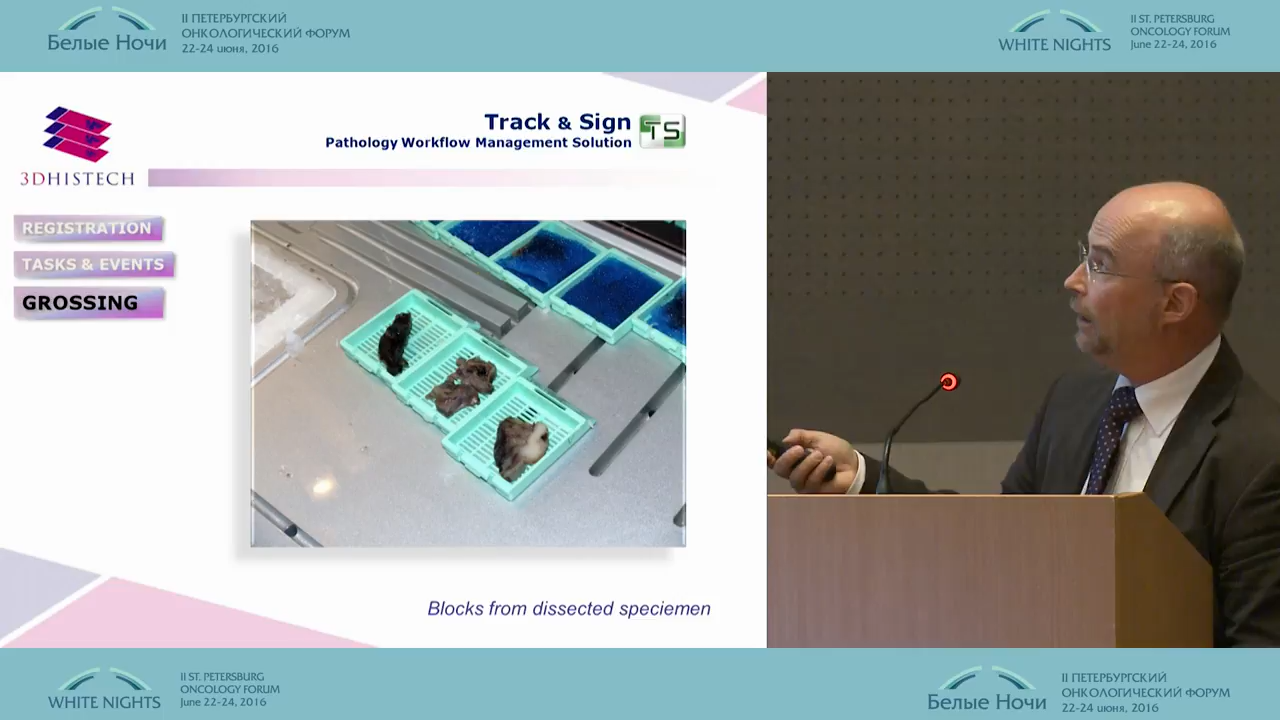 Белые Ночи
II ПЕТЕРБУРГСКИЙ
ОНКОЛОГИЧЕСКИЙ ФОРУМ
22-24 июня, 2016
WHITE NIGHTS
II ST. PETERSBURG
ONCOLOGY FORUM
June 22-24, 2016
3DHISTECH
Track & Sign
Pathology Workflow Management Solution
TS
REGISTRATION
TASKS & EVENTS
GROSSING
Blocks from dissected speciemen
WHITE NIGHTS
II ST. PETERSBURG
ONCOLOGY FORUM
June 22-24, 2016
Белые Ночи
II ПЕТЕРБУРГСКИЙ
ОНКОЛОГИЧЕСКИЙ ФОРУМ
22-24 июня, 2016